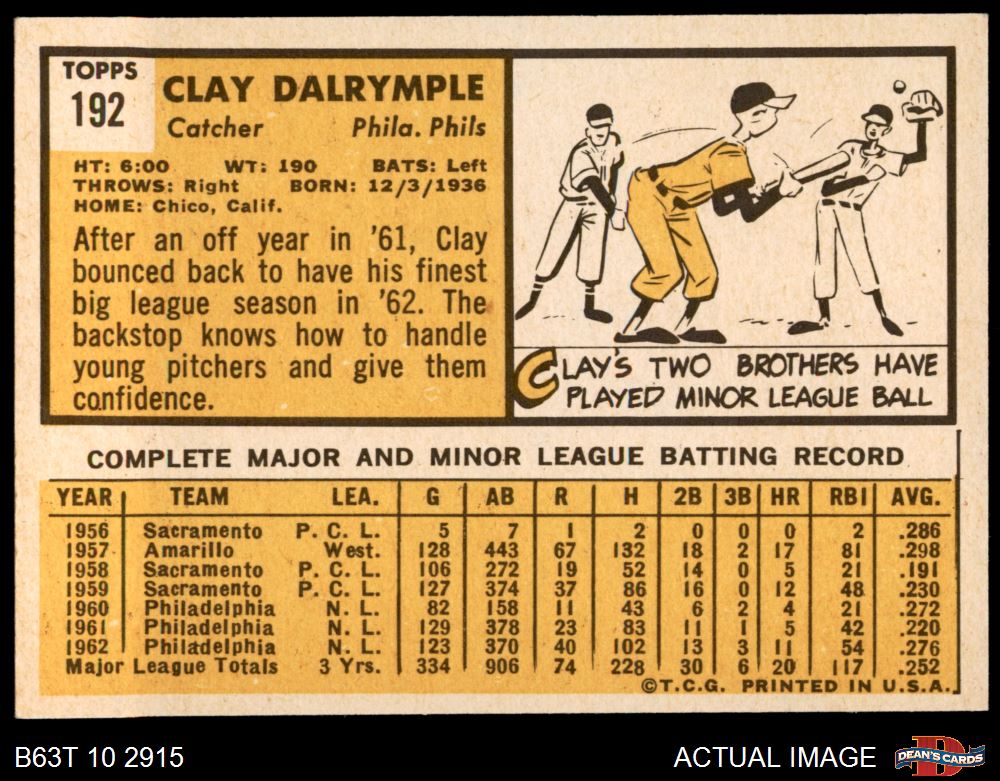 TOPPS
192
CLAY DALRYMPLE
Catcher Phila. Phils
HT: 6:00 WT: 190 BATS: Left
THROWS: Right BORN: 12/3/1936
HOME: Chico, Calif.
After an off year in '61, Clay
bounced back to have his finest
big league season in '62. The
backstop knows how to handle
young pitchers and give them
confidence.
CLAY'S TWO BROTHERS HAVE
PLAYED MINOR LEAGUE BALL
COMPLETE MAJOR AND MINOR LEAGUE BATTING RECORD
YEAR TEAM LEA. G AB R H 2B 3B HR RBI AVG.
1956 Sacramento P. C. L. 5 7 1 2 0 0 0 2 .286
1957 Amarillo West. 128 443 67 132 18 2 17 81 .298
1958 Sacramento P. C. L. 106 272 19 52 14 0 5 21 .191
1959 Sacramento P. C. L. 127 374 37 86 16 0 12 48 .230
1960 Philadelphia N. L. 82 158 11 43 6 2 4 21 .272
1961 Philadelphia N. L. 129 378 23 83 11 1 5 42 .220
1962 Philadelphia N. L. 123 370 40 102 13 3 11 54 .276
Major League Totals 3 Yrs. 334 906 74 228 30 6 20 117 .252
©T.C.G. PRINTED IN U.S.A.
B63T 10 2915
ACTUAL IMAGE
D
DEAN'S CARDS